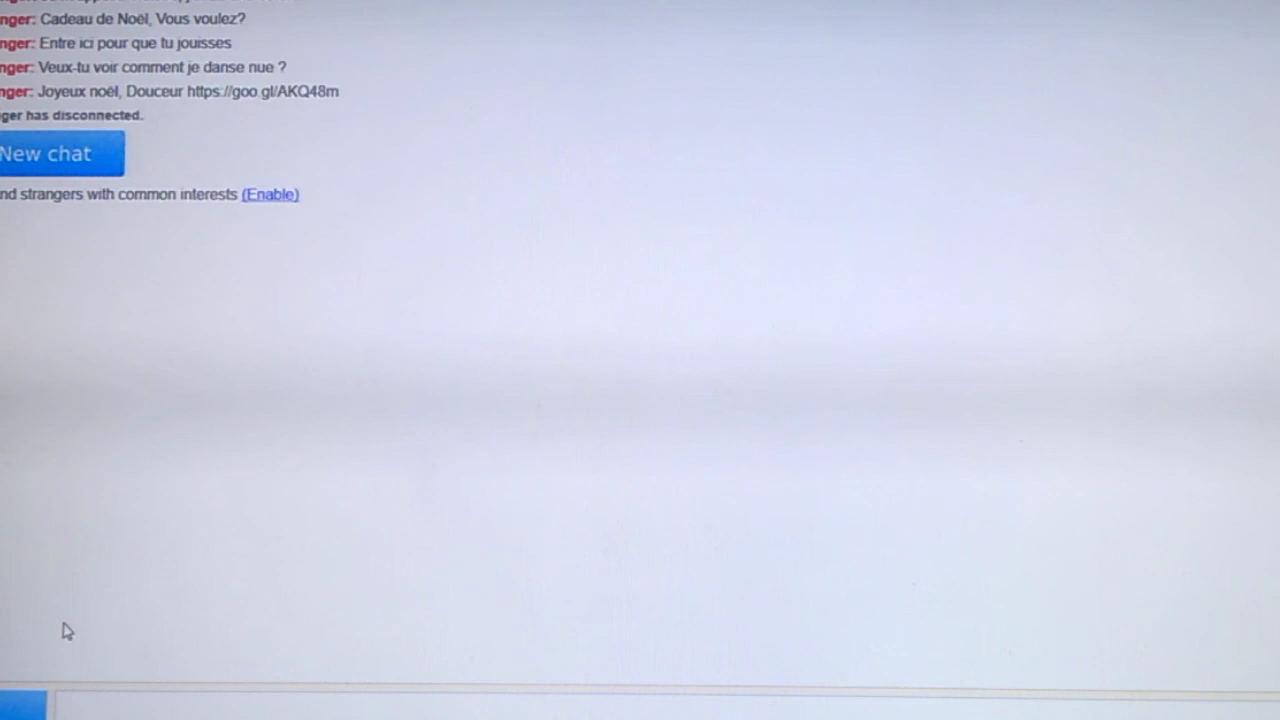 nger: Cadeau de Noël, Vous voulez?
nger: Entre ici pour que tu jouisses
nger: Veux-tu voir comment je danse nue ?
nger: Joyeux noël, Douceur https://goo.gl/AKQ48m
ger has disconnected.
New chat
nd strangers with common interests (Enable)